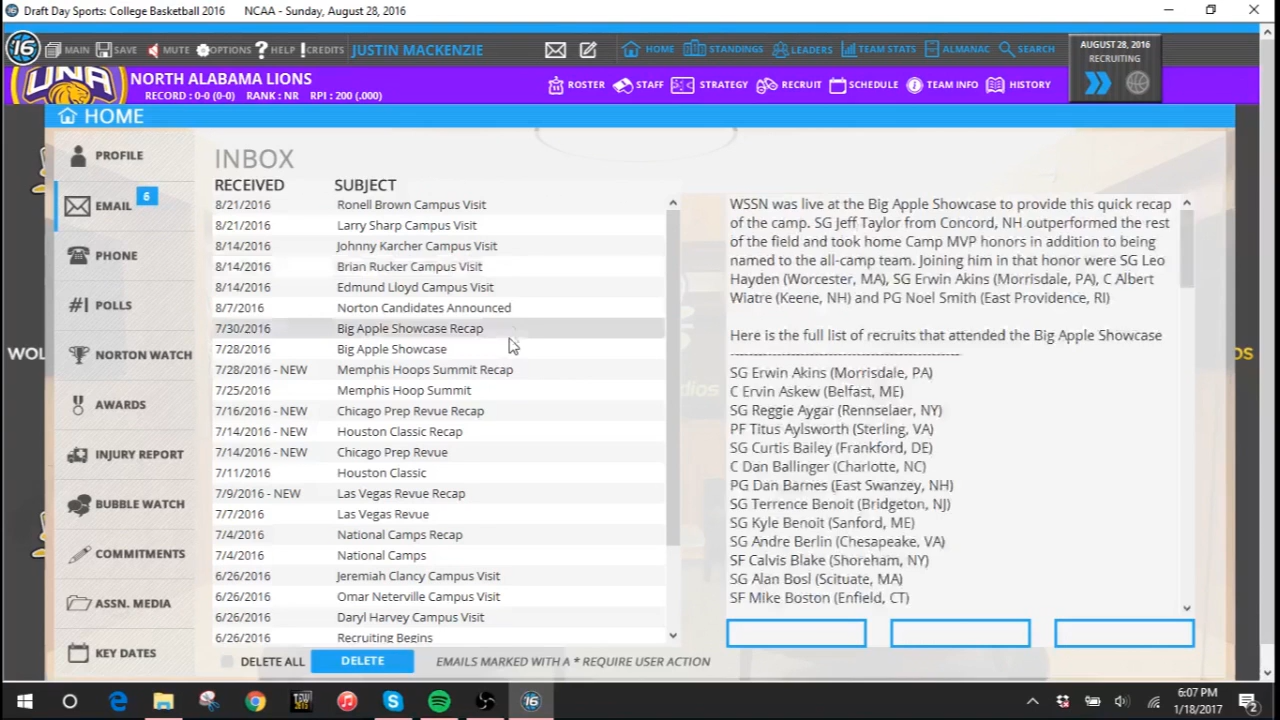 Draft Day Sports: College Basketball 2016 NCAA - Sunday, August 28, 2016
16 MAIN SAVE MUTE OPTIONS HELP CREDITS JUSTIN MACKENZIE HOME STANDINGS LEADERS TEAM STATS ALMANAC SEARCH
AUGUST 28, 2016
RECRUITING
UNA
NORTH ALABAMA LIONS
RECORD : 0-0 (0-0) RANK : NR RPI : 200 (.000)
ROSTER STAFF STRATEGY RECRUIT SCHEDULE TEAM INFO HISTORY
HOME
PROFILE
EMAIL 6
PHONE
#1 POLLS
NORTON WATCH
AWARDS
INJURY REPORT
BUBBLE WATCH
COMMITMENTS
ASSN. MEDIA
KEY DATES
INBOX
RECEIVED SUBJECT
8/21/2016 Ronell Brown Campus Visit
8/21/2016 Larry Sharp Campus Visit
8/14/2016 Johnny Karcher Campus Visit
8/14/2016 Brian Rucker Campus Visit
8/14/2016 Edmund Lloyd Campus Visit
8/7/2016 Norton Candidates Announced
7/30/2016 Big Apple Showcase Recap
7/28/2016 Big Apple Showcase
7/28/2016 - NEW Memphis Hoops Summit Recap
7/25/2016 Memphis Hoop Summit
7/16/2016 - NEW Chicago Prep Revue Recap
7/14/2016 - NEW Houston Classic Recap
7/14/2016 - NEW Chicago Prep Revue
7/11/2016 Houston Classic
7/9/2016 - NEW Las Vegas Revue Recap
7/7/2016 Las Vegas Revue
7/4/2016 National Camps Recap
7/4/2016 National Camps
6/26/2016 Jeremiah Clancy Campus Visit
6/26/2016 Omar Neterville Campus Visit
6/26/2016 Daryl Harvey Campus Visit
6/26/2016 Recruiting Begins
DELETE ALL DELETE EMAILS MARKED WITH A * REQUIRE USER ACTION
WSSN was live at the Big Apple Showcase to provide this quick recap
of the camp. SG Jeff Taylor from Concord, NH outperformed the rest
of the field and took home Camp MVP honors in addition to being
named to the all-camp team. Joining him in that honor were SG Leo
Hayden (Worcester, MA), SG Erwin Akins (Morrisdale, PA), C Albert
Wiatre (Keene, NH) and PG Noel Smith (East Providence, RI)
Here is the full list of recruits that attended the Big Apple Showcase
--------------------------------------------------
SG Erwin Akins (Morrisdale, PA)
C Ervin Askew (Belfast, ME)
SG Reggie Aygar (Rennselaer, NY)
PF Titus Aylsworth (Sterling, VA)
SG Curtis Bailey (Frankford, DE)
C Dan Ballinger (Charlotte, NC)
PG Dan Barnes (East Swanzey, NH)
SG Terrence Benoit (Bridgeton, NJ)
SG Kyle Benoit (Sanford, ME)
SG Andre Berlin (Chesapeake, VA)
SF Calvis Blake (Shoreham, NY)
SG Alan Bosl (Scituate, MA)
SF Mike Boston (Enfield, CT)
WOL
DS
dios
6:07 PM
1/18/2017
2
16